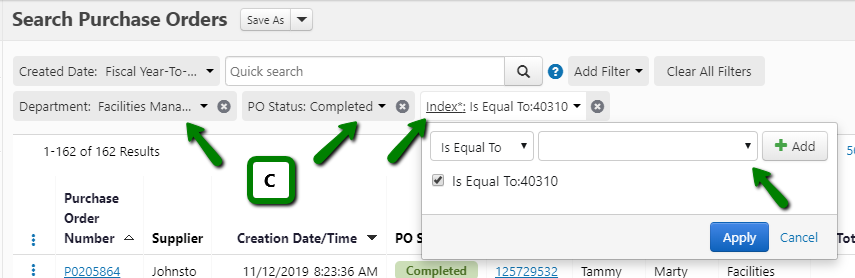 Search Purchase Orders Save As
Created Date: Fiscal Year-To-... Quick search Add Filter Clear All Filters
Department: Facilities Mana... PO Status: Completed Index*: Is Equal To:40310
1-162 of 162 Results
Is Equal To Add
C
Is Equal To:40310
Purchase
Order
Number Supplier Creation Date/Time PO S Tot
Apply Cancel
P0205864 Johnsto 11/12/2019 8:23:36 AM Completed 125729532 Tammy Marty Facilities